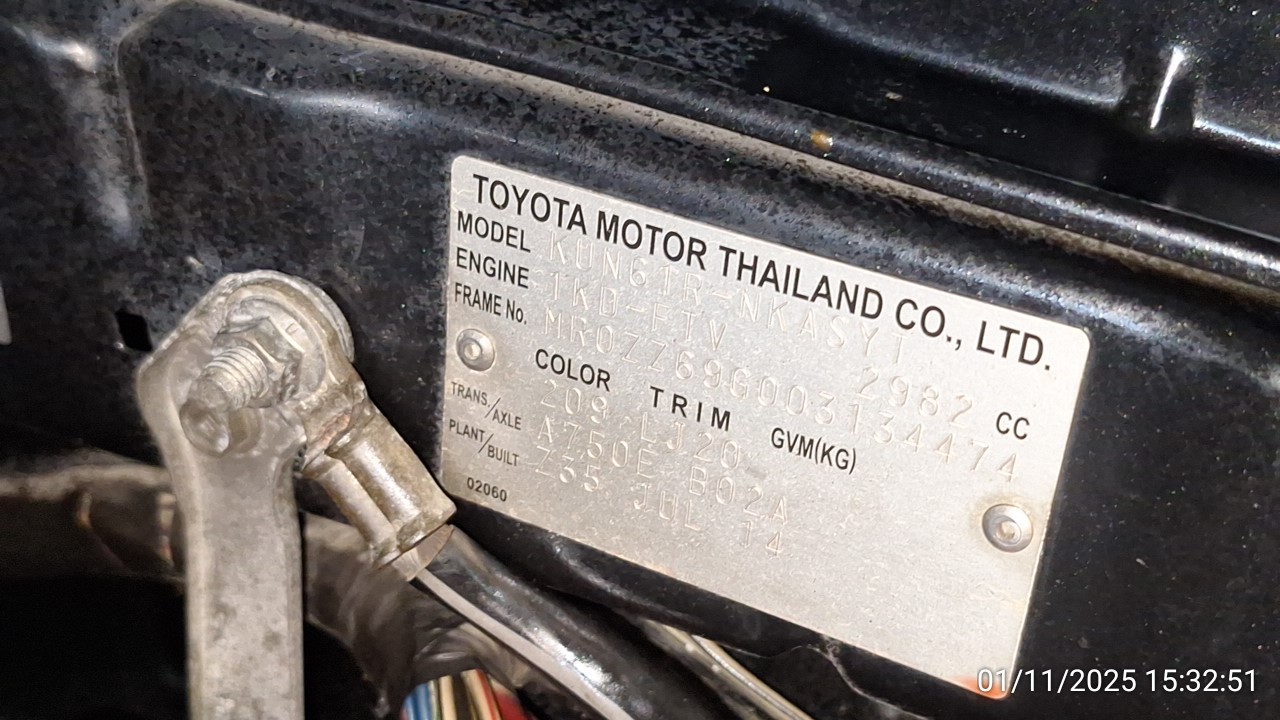 TOYOTA MOTOR THAILAND CO., LTD.
MODEL KUN61R-NKASYT
ENGINE 1KD-FTV 2982 CC
FRAME No. MR0ZZ69G003134474
COLOR TRIM GVM(KG)
209 LJ20
TRANS/AXLE A750E B02A
PLANT/BUILT Z35 JUL 14
02060
01/11/2025 15:32:51